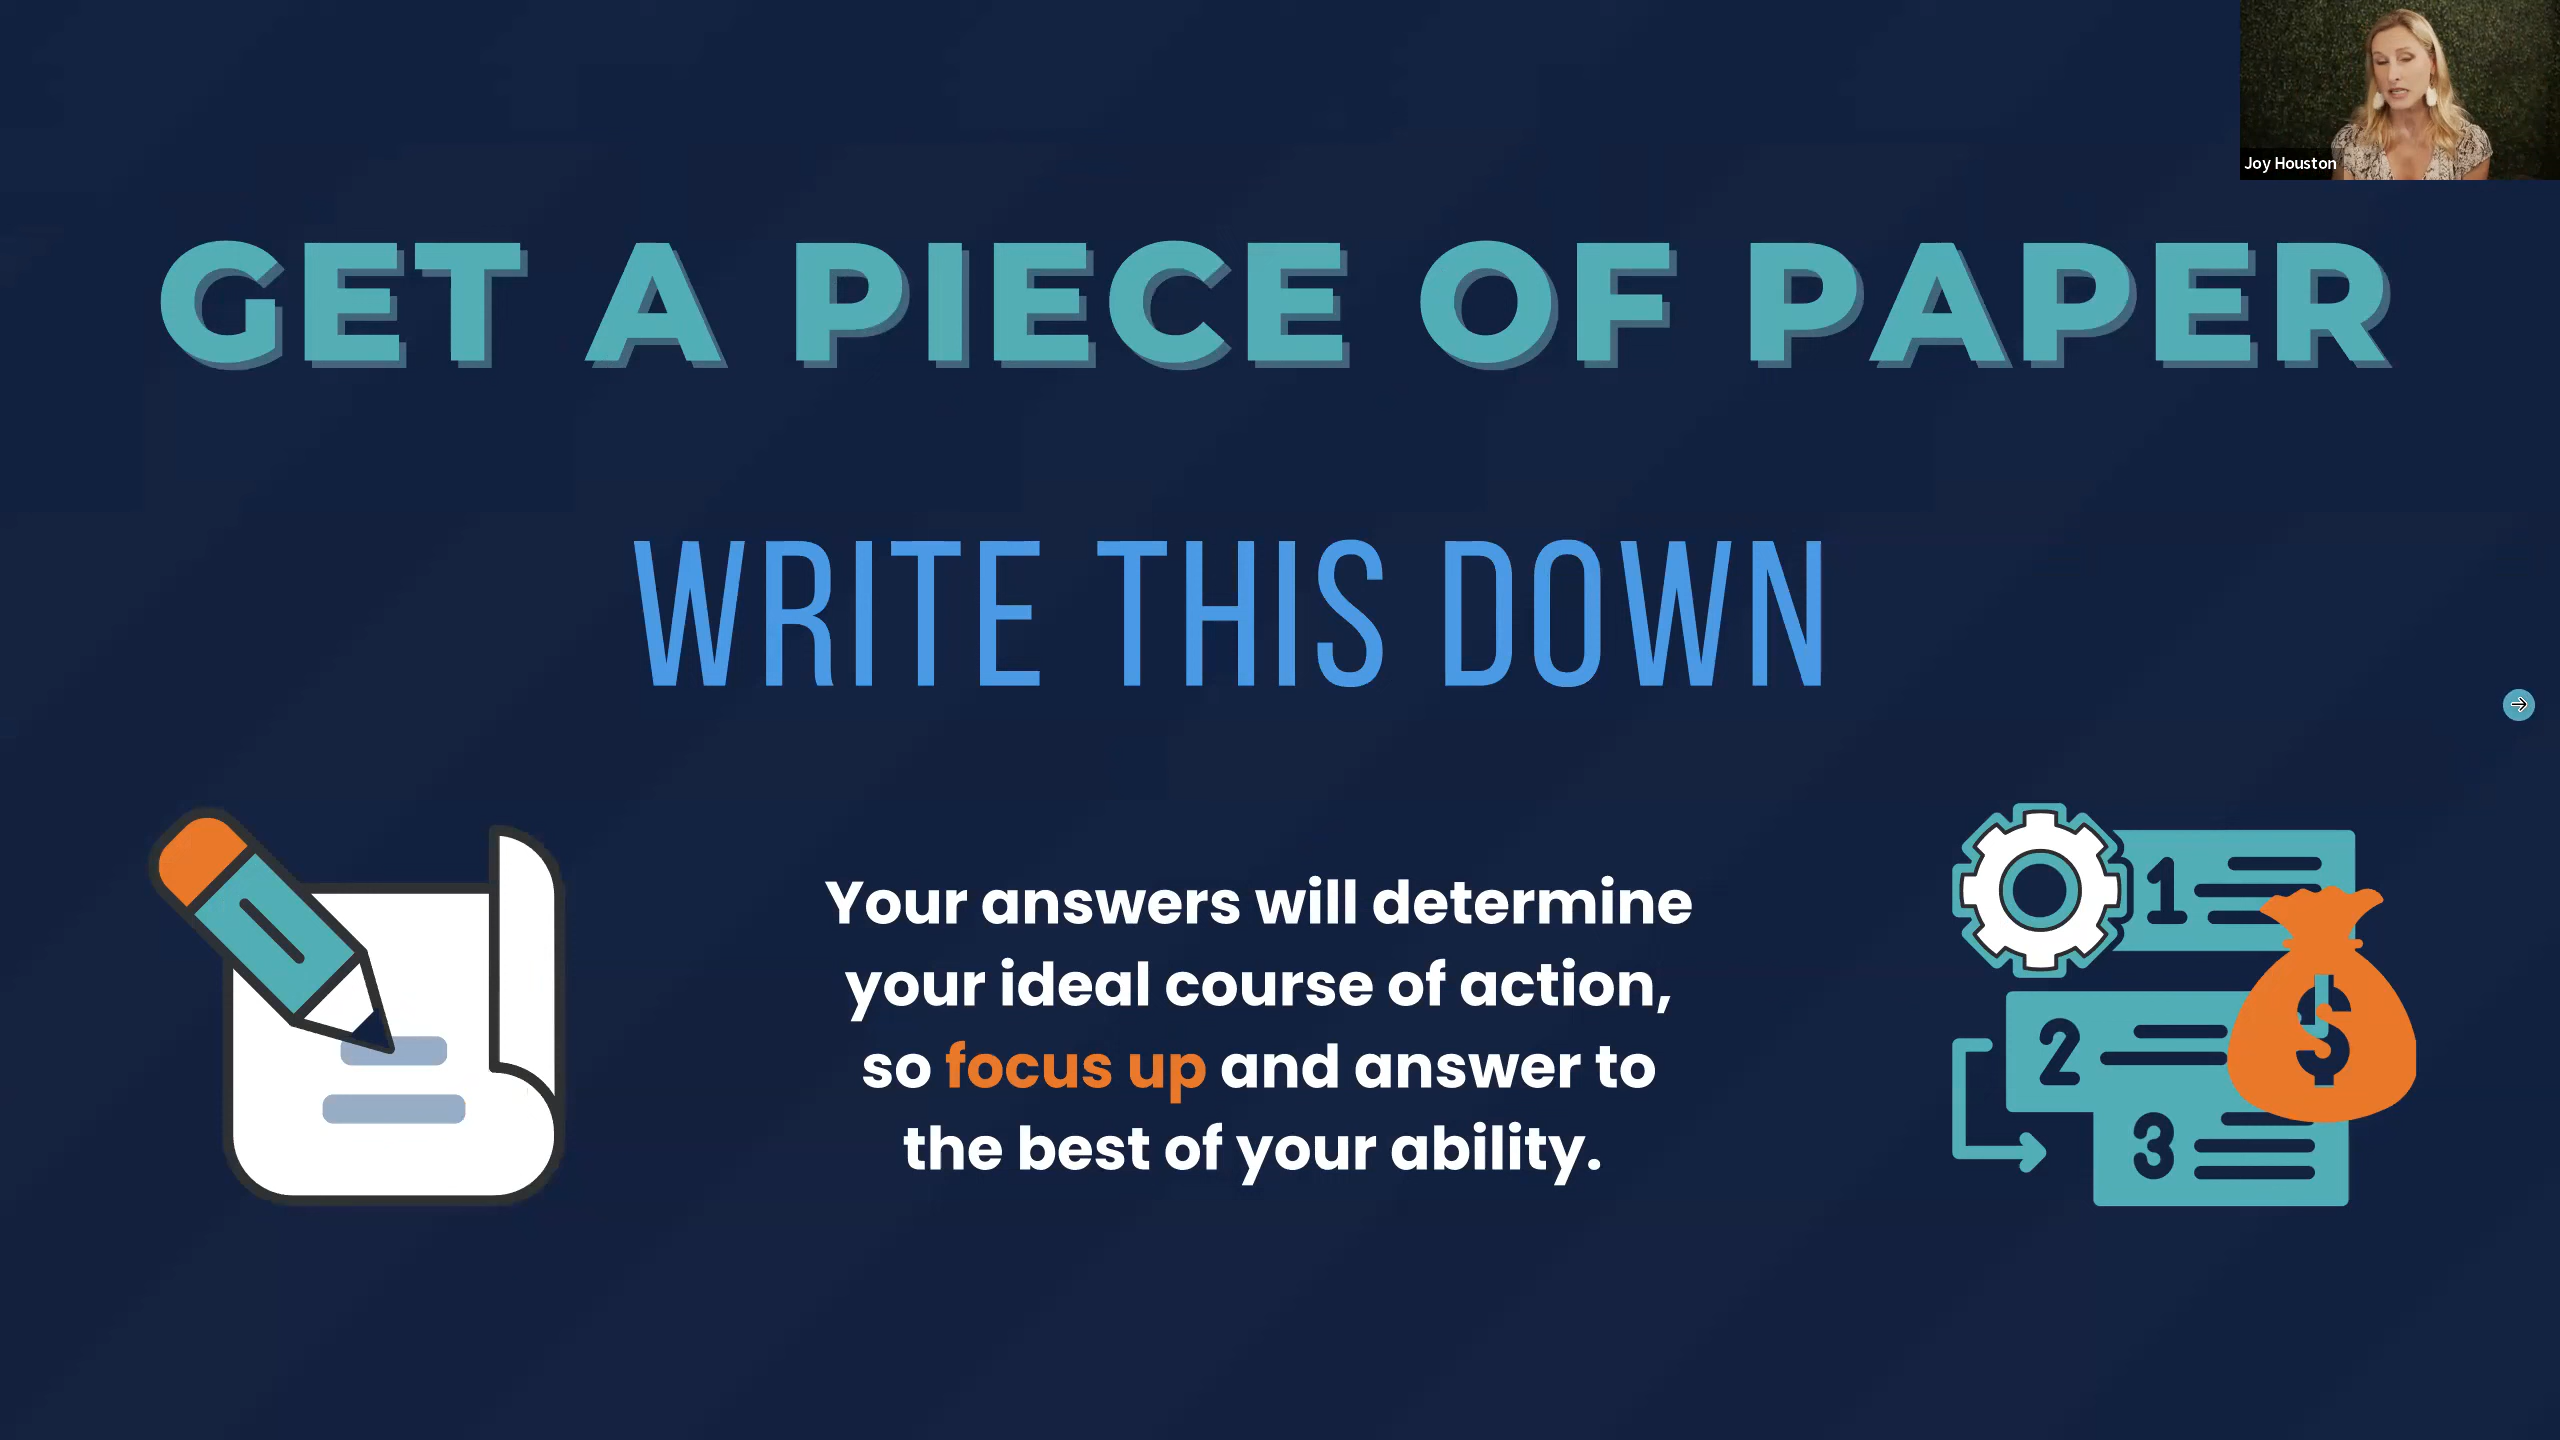 Joy Houston
GET A PIECE OF PAPER
WRITE THIS DOWN
Your answers will determine
your ideal course of action,
so focus up and answer to
the best of your ability.
1
2
3
$